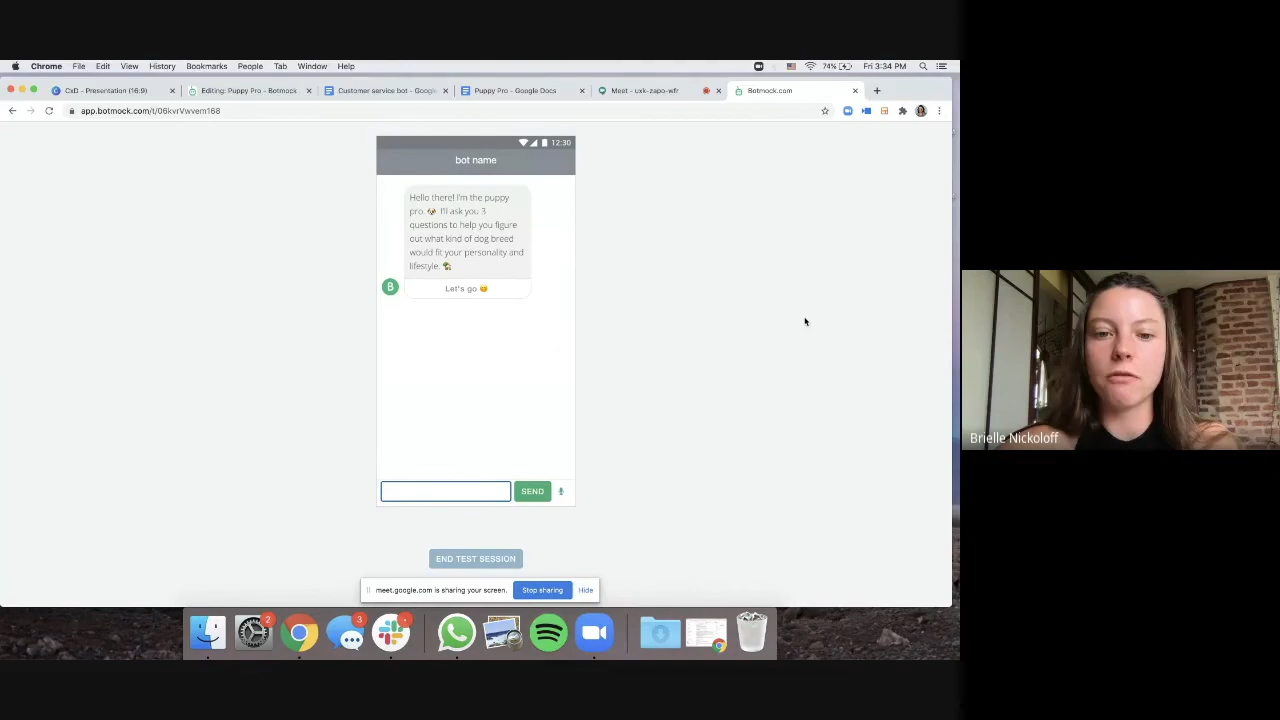 Chrome File Edit View History Bookmarks People Tab Window Help 74% Fri 3:34 PM
CxD - Presentation (16:9) Editing: Puppy Pro - Botmock Customer service bot - Google Puppy Pro - Google Docs Meet - uxk-zapo-wfr Botmock.com
app.botmock.com/t/06kvrVwvem168
12:30
bot name
Hello there! I'm the puppy
pro. 🐶 I'll ask you 3
questions to help you figure
out what kind of dog breed
would fit your personality and
lifestyle. 🏡
B
Let's go 😊
SEND
END TEST SESSION
meet.google.com is sharing your screen. Stop sharing Hide
2 3
Brielle Nickoloff